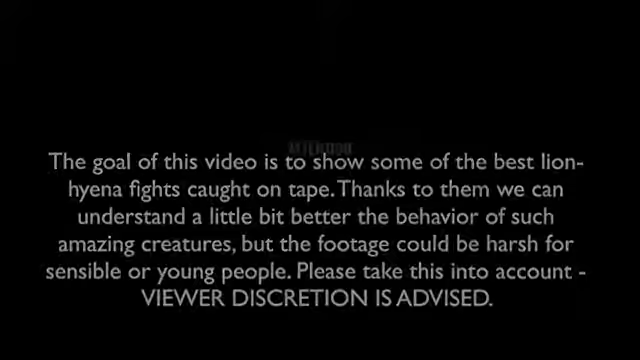 ATTENTION
The goal of this video is to show some of the best lion-
hyena fights caught on tape. Thanks to them we can
understand a little bit better the behavior of such
amazing creatures, but the footage could be harsh for
sensible or young people. Please take this into account -
VIEWER DISCRETION IS ADVISED.